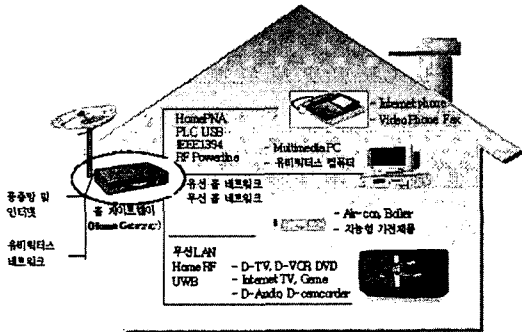 HomePNA
PLC USB
IEEE1394
RF Powerline
- Internet phone
- Video Phone Fax
- Multimedia PC
- 유비쿼터스 컴퓨터
유선 홈 네트워크
무선 홈 네트워크
홈 게이트웨이
(Home Gateway)
및
인터넷
유비쿼터스
네트워크
- Air-con, Boiler
- 지능형 가전제품
무선LAN
Home RF
UWB
- D-TV, D-VCR DVD
- Internet TV, Game
- D-Audio, D-camcorder